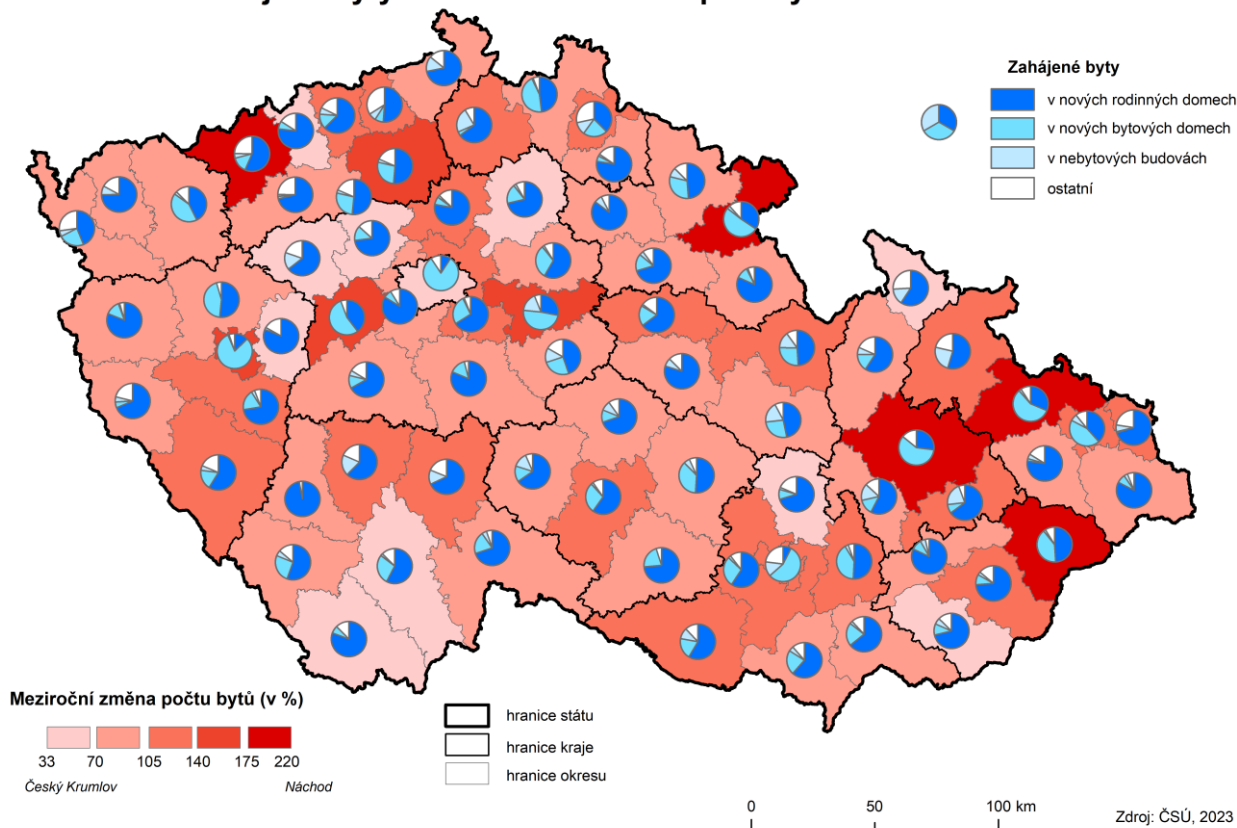 Zahájené byty
v nových rodinných domech
v nových bytových domech
v nebytových budovách
ostatní
Meziroční změna počtu bytů (v %)
33 70 105 140 175 220
Český Krumlov Náchod
hranice státu
hranice kraje
hranice okresu
0 50 100 km
Zdroj: ČSÚ, 2023